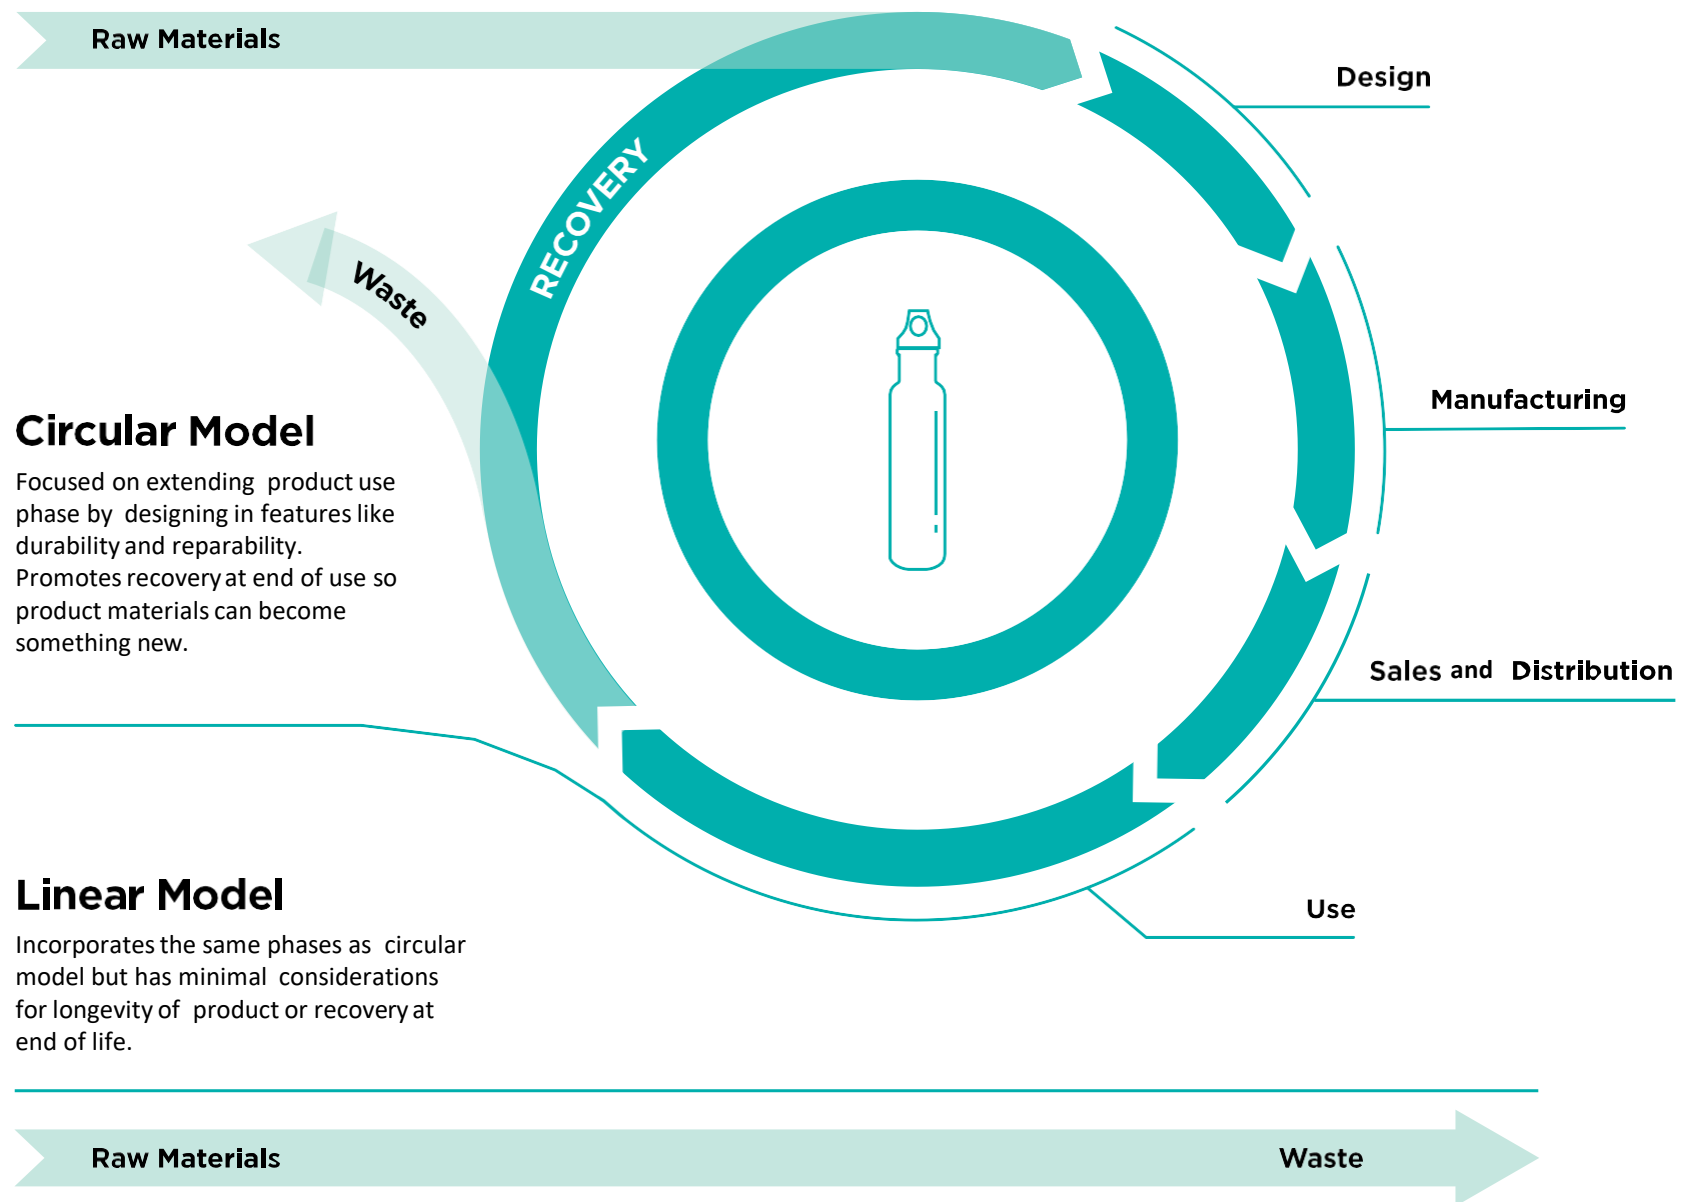 Raw Materials
Design
RECOVERY
Waste
Manufacturing
Circular Model
Focused on extending product use
phase by designing in features like
durability and reparability.
Promotes recovery at end of use so
product materials can become
something new.
Sales and Distribution
Use
Linear Model
Incorporates the same phases as circular
model but has minimal considerations
for longevity of product or recovery at
end of life.
Raw Materials
Waste